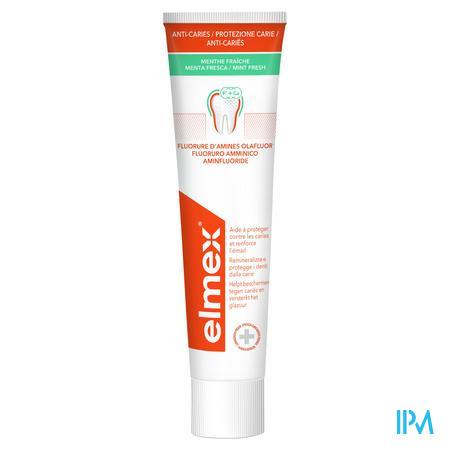 ANTI-CARIES / PROTEZIONE CARIE /
ANTI-CARIËS
MENTHE FRAÎCHE
MENTA FRESCA / MINT FRESH
F + Ca
FLUORURE D'AMINES OLAFLUOR
FLUORURO AMMINICO
AMINFLUORIDE
elmex®
Aide à protéger
contre les caries
et renforce
l'émail
Remineralizza e
protegge i denti
dalla carie
Helpt beschermen
tegen cariës en
versterkt het
glazuur
IPM